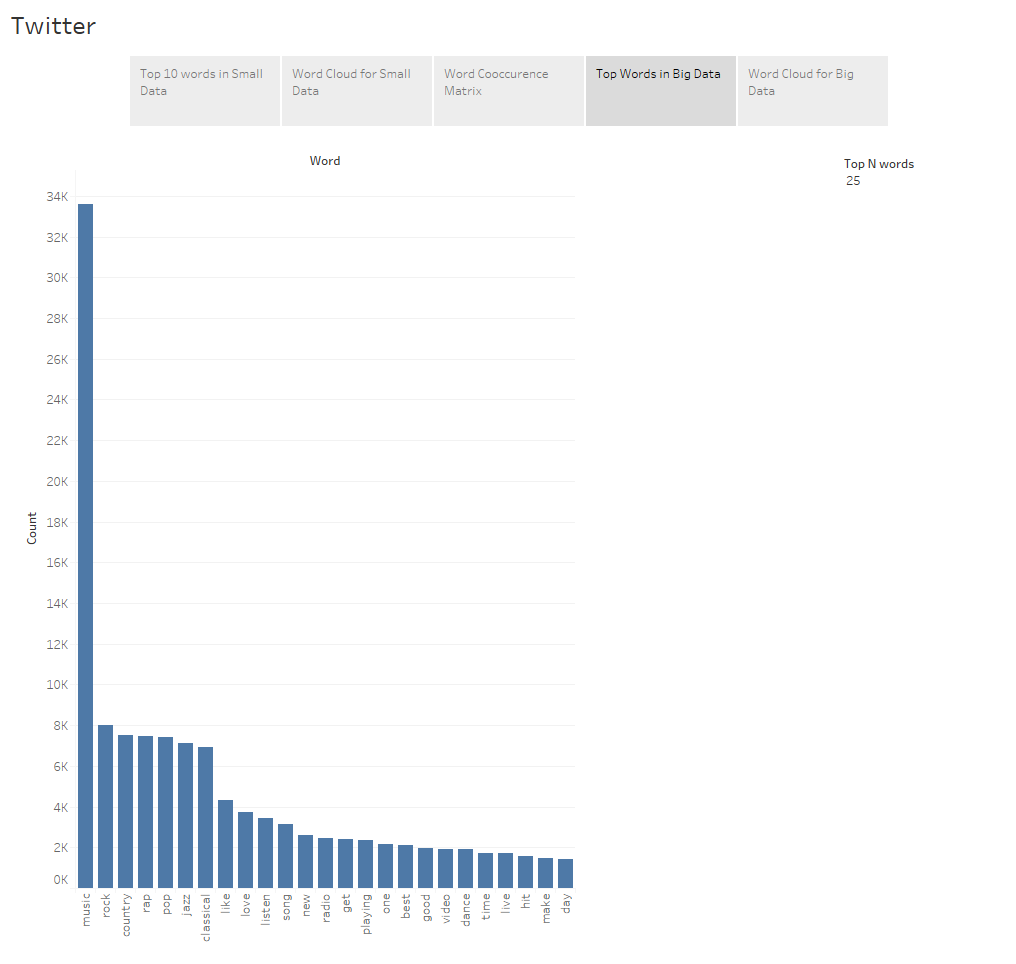 Twitter
Top 10 words in Small
Data
Word Cloud for Small
Data
Word Cooccurence
Matrix
Top Words in Big Data
Word Cloud for Big
Data
Word
Top N words
25
34K
32K
30K
28K
26K
24K
22K
20K
18K
16K
14K
12K
10K
8K
6K
4K
2K
0K
Count
music
rock
country
rap
pop
jazz
classical
like
love
listen
song
new
radio
get
playing
one
best
good
video
dance
time
live
hit
make
day